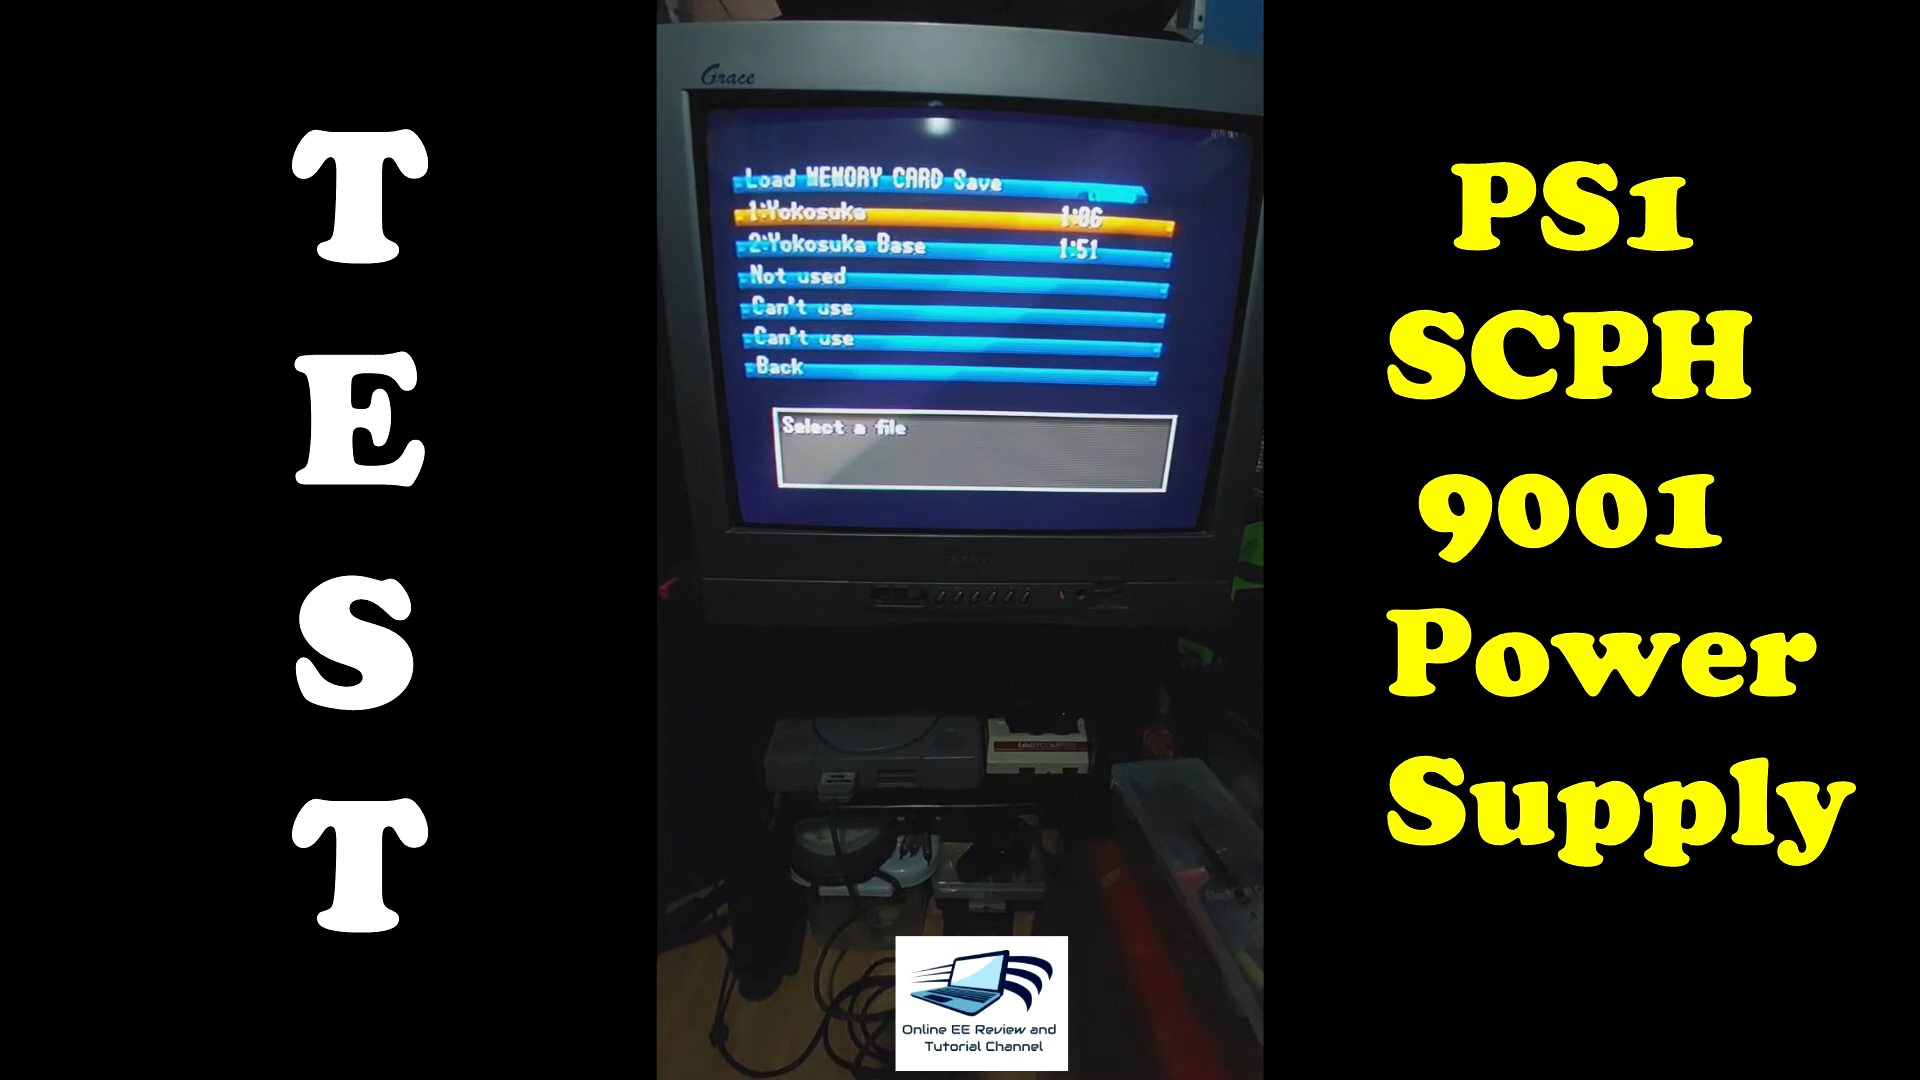 T
E
S
T
Grace
Load MEMORY CARD Save
1:Yokosuka 1:06
2:Yokosuka Base 1:51
Not used
Can't use
Can't use
Back
Select a file
PS1
SCPH
9001
Power
Supply
Online EE Review and
Tutorial Channel